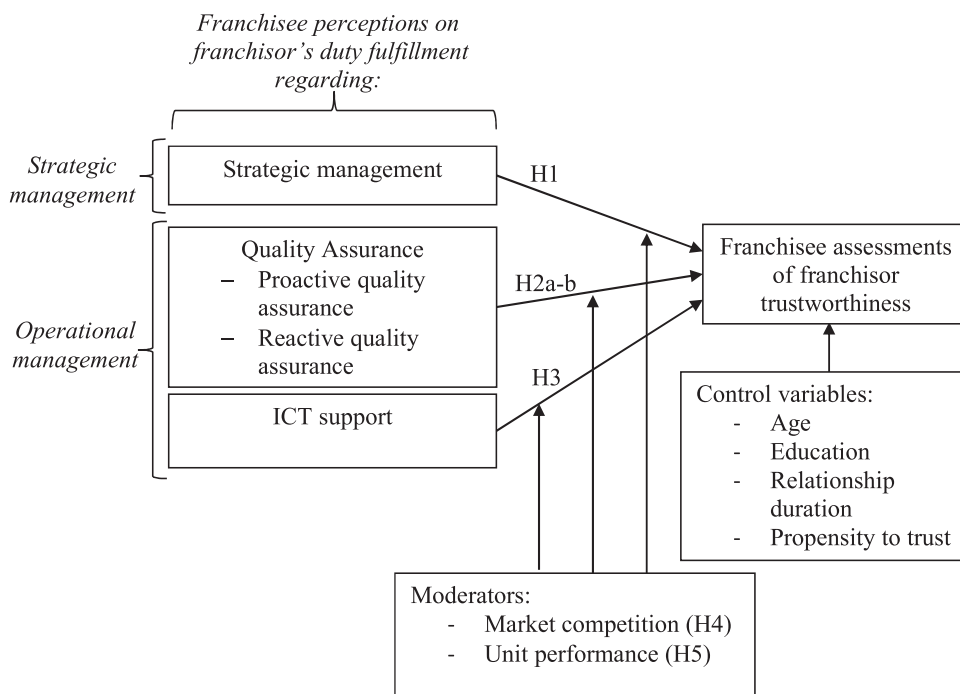 Franchisee perceptions on
franchisor's duty fulfillment
regarding:
Strategic
management
Strategic management
H1
Operational
management
Quality Assurance
– Proactive quality
assurance
– Reactive quality
assurance
H2a-b
ICT support
H3
Franchisee assessments
of franchisor
trustworthiness
Control variables:
- Age
- Education
- Relationship
duration
- Propensity to trust
Moderators:
- Market competition (H4)
- Unit performance (H5)